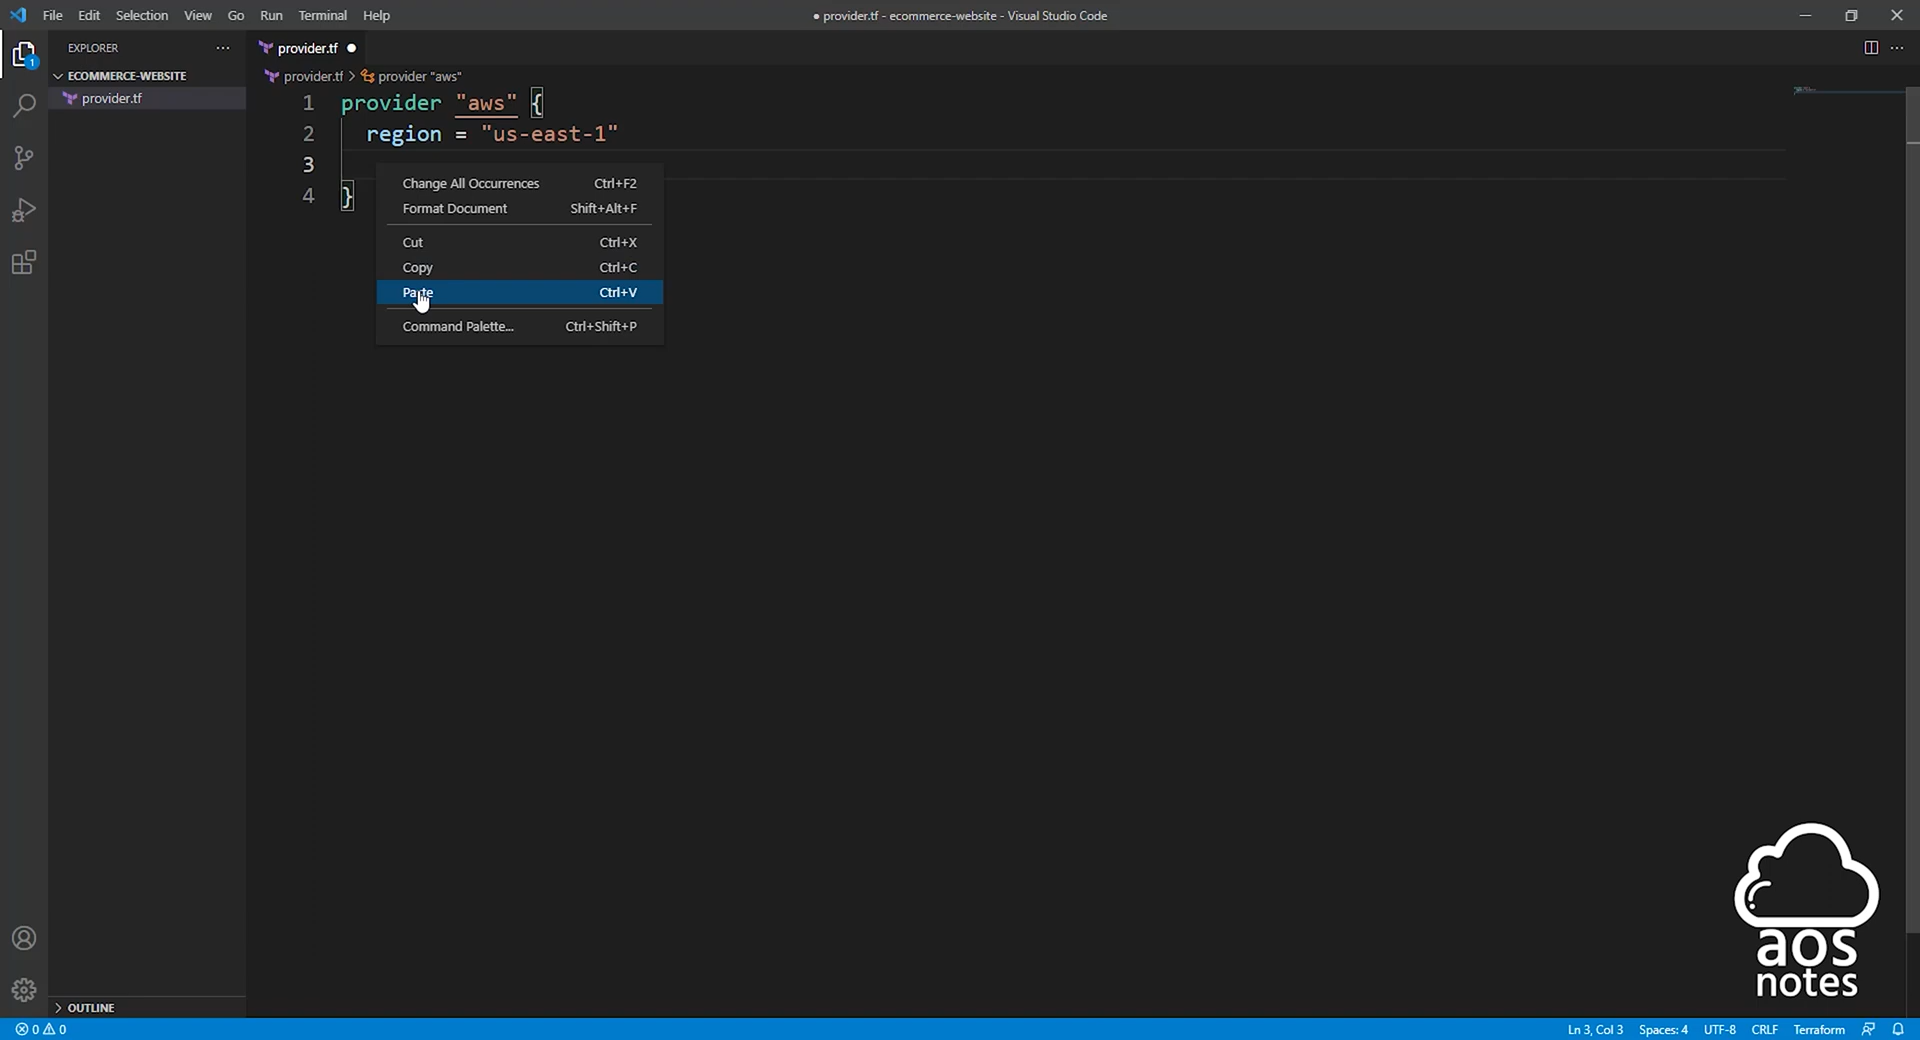 File Edit Selection View Go Run Terminal Help
● provider.tf - ecommerce-website - Visual Studio Code
EXPLORER
provider.tf
1
ECOMMERCE-WEBSITE
provider.tf > provider "aws"
provider.tf
1 provider "aws" {
2 region = "us-east-1"
3
4 }
Change All Occurrences Ctrl+F2
Format Document Shift+Alt+F
Cut Ctrl+X
Copy Ctrl+C
Paste Ctrl+V
Command Palette... Ctrl+Shift+P
aos
notes
OUTLINE
0 0
Ln 3, Col 3 Spaces: 4 UTF-8 CRLF Terraform